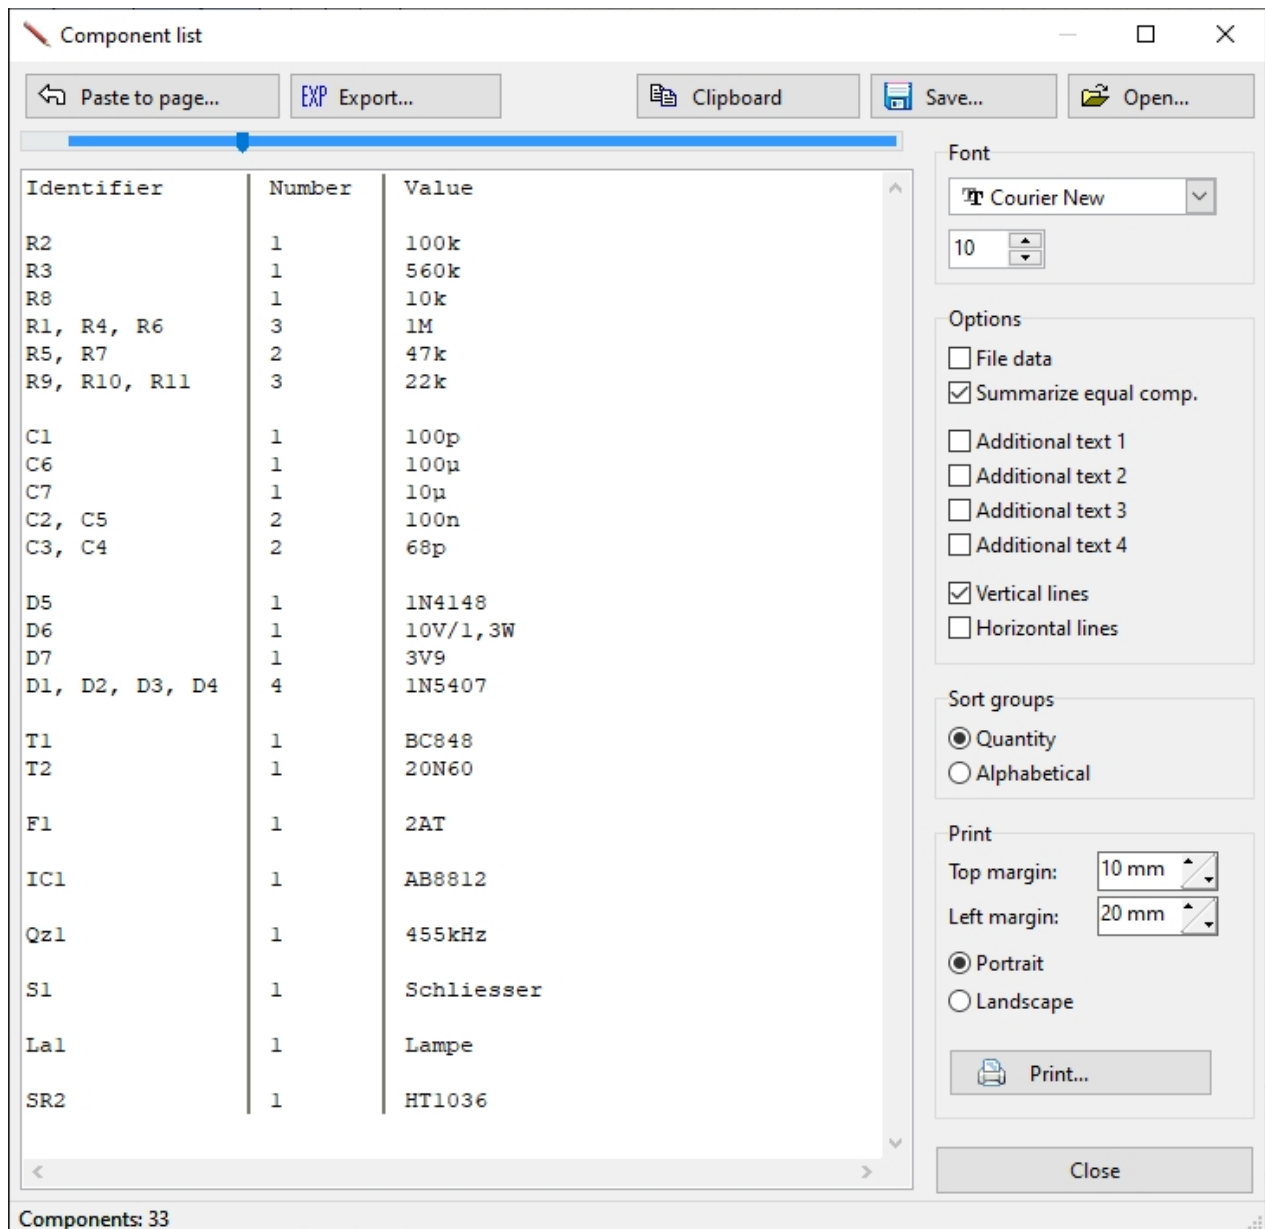 Component list
Paste to page... EXP Export... Clipboard Save... Open...
Identifier Number Value
R2 1 100k
R3 1 560k
R8 1 10k
R1, R4, R6 3 1M
R5, R7 2 47k
R9, R10, R11 3 22k
C1 1 100p
C6 1 100µ
C7 1 10µ
C2, C5 2 100n
C3, C4 2 68p
D5 1 1N4148
D6 1 10V/1,3W
D7 1 3V9
D1, D2, D3, D4 4 1N5407
T1 1 BC848
T2 1 20N60
F1 1 2AT
IC1 1 AB8812
Qz1 1 455kHz
S1 1 Schliesser
La1 1 Lampe
SR2 1 HT1036
Font
Courier New
10
Options
File data
Summarize equal comp.
Additional text 1
Additional text 2
Additional text 3
Additional text 4
Vertical lines
Horizontal lines
Sort groups
Quantity
Alphabetical
Print
Top margin: 10 mm
Left margin: 20 mm
Portrait
Landscape
Print...
Close
Components: 33